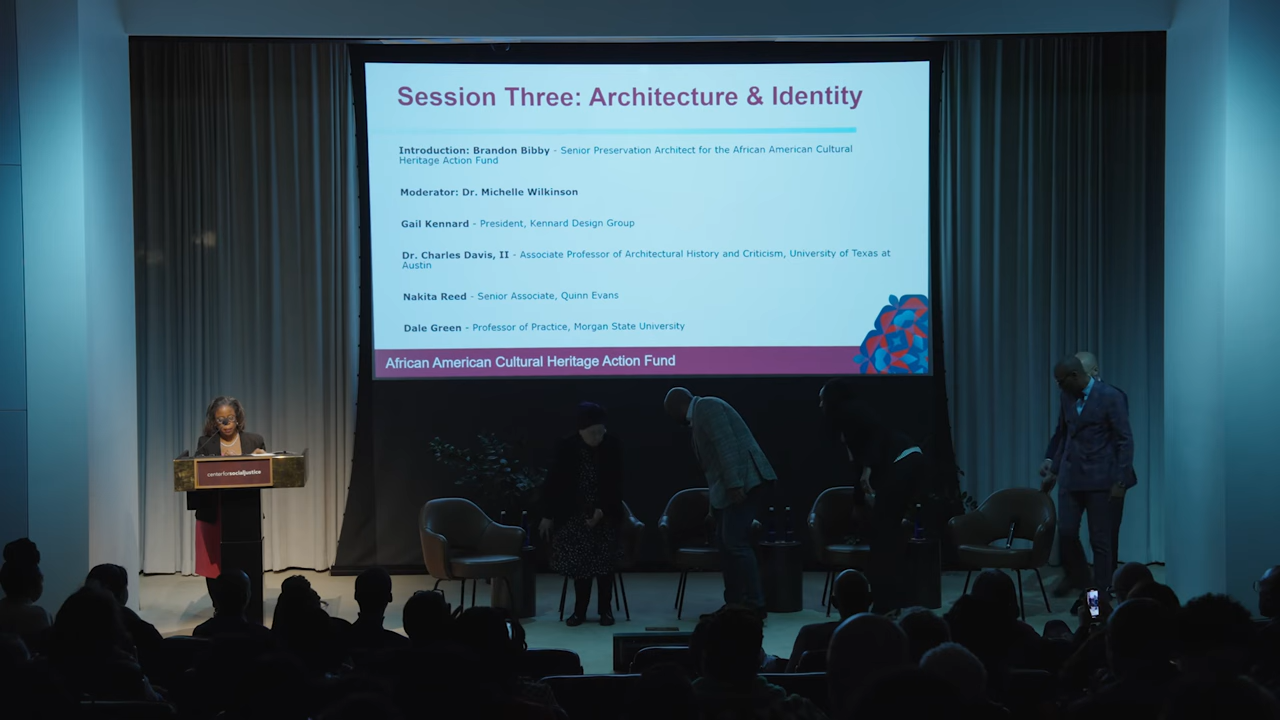 Session Three: Architecture & Identity
Introduction: Brandon Bibby - Senior Preservation Architect for the African American Cultural
Heritage Action Fund
Moderator: Dr. Michelle Wilkinson
Gail Kennard - President, Kennard Design Group
Dr. Charles Davis, II - Associate Professor of Architectural History and Criticism, University of Texas at
Austin
Nakita Reed - Senior Associate, Quinn Evans
Dale Green - Professor of Practice, Morgan State University
African American Cultural Heritage Action Fund
centerforsocialjustice